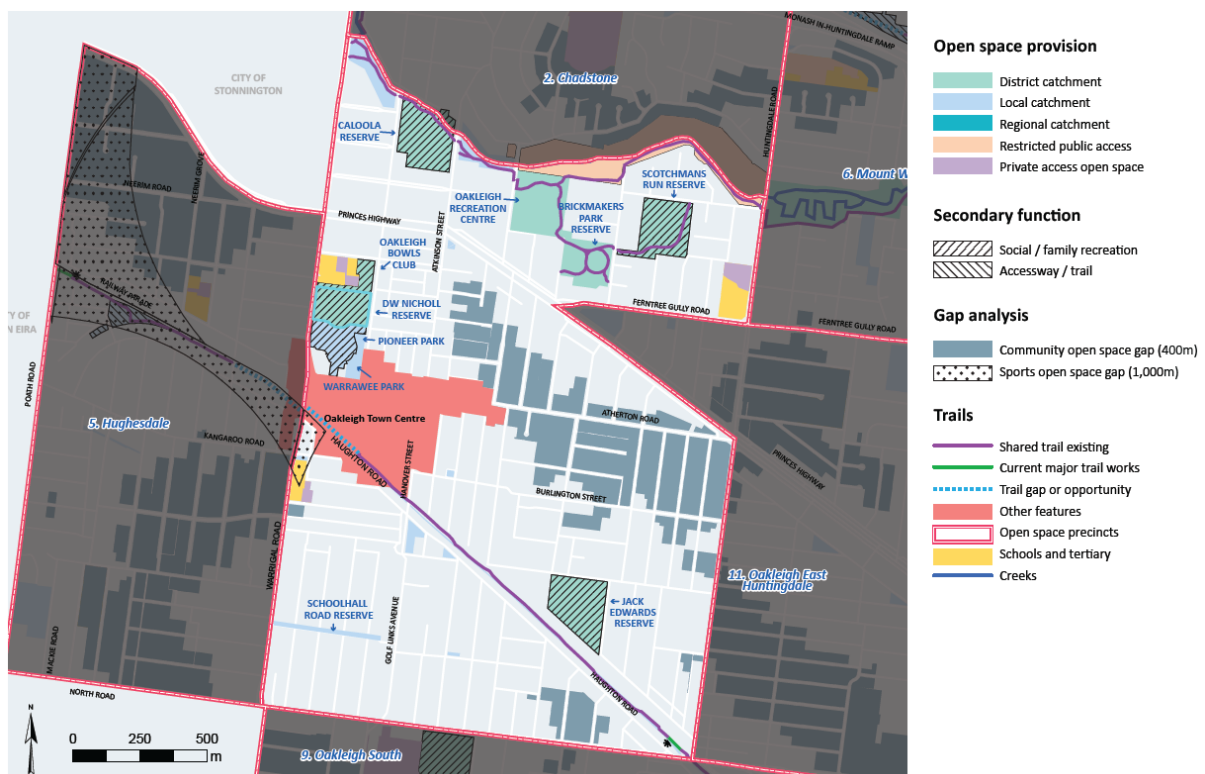 MONASH IN-HUNTINGDALE RAMP
CITY OF
STONNINGTON
2. Chadstone
HUNTINGDALE ROAD
CALOOLA
RESERVE
NEERIM ROAD
NEERIM GROVE
SCOTCHMANS
RUN RESERVE
6. Mount W
OAKLEIGH
RECREATION
CENTRE
BRICKMAKERS
PARK
RESERVE
PRINCES HIGHWAY
ATKINSON STREET
OAKLEIGH
BOWLS
CLUB
RAILWAY PARADE
DW NICHOLL
RESERVE
FERNTREE GULLY ROAD
FERNTREE GULLY ROAD
TY OF
N EIRA
PIONEER PARK
WARRAWEE PARK
PORTH ROAD
Oakleigh Town Centre
ATHERTON ROAD
5. Hughesdale
KANGAROO ROAD
HAUGHTON ROAD
HANOVER STREET
PRINCES HIGHWAY
BURLINGTON STREET
WARRIGAL ROAD
11. Oakleigh East
Huntingdale
SCHOOLHALL
ROAD RESERVE
JACK
EDWARDS
RESERVE
GOLF LINKS AVENUE
MACKIE ROAD
NORTH ROAD
HAUGHTON ROAD
N
0 250 500
m
9. Oakleigh South
Open space provision
District catchment
Local catchment
Regional catchment
Restricted public access
Private access open space
Secondary function
Social / family recreation
Accessway / trail
Gap analysis
Community open space gap (400m)
Sports open space gap (1,000m)
Trails
Shared trail existing
Current major trail works
Trail gap or opportunity
Other features
Open space precincts
Schools and tertiary
Creeks